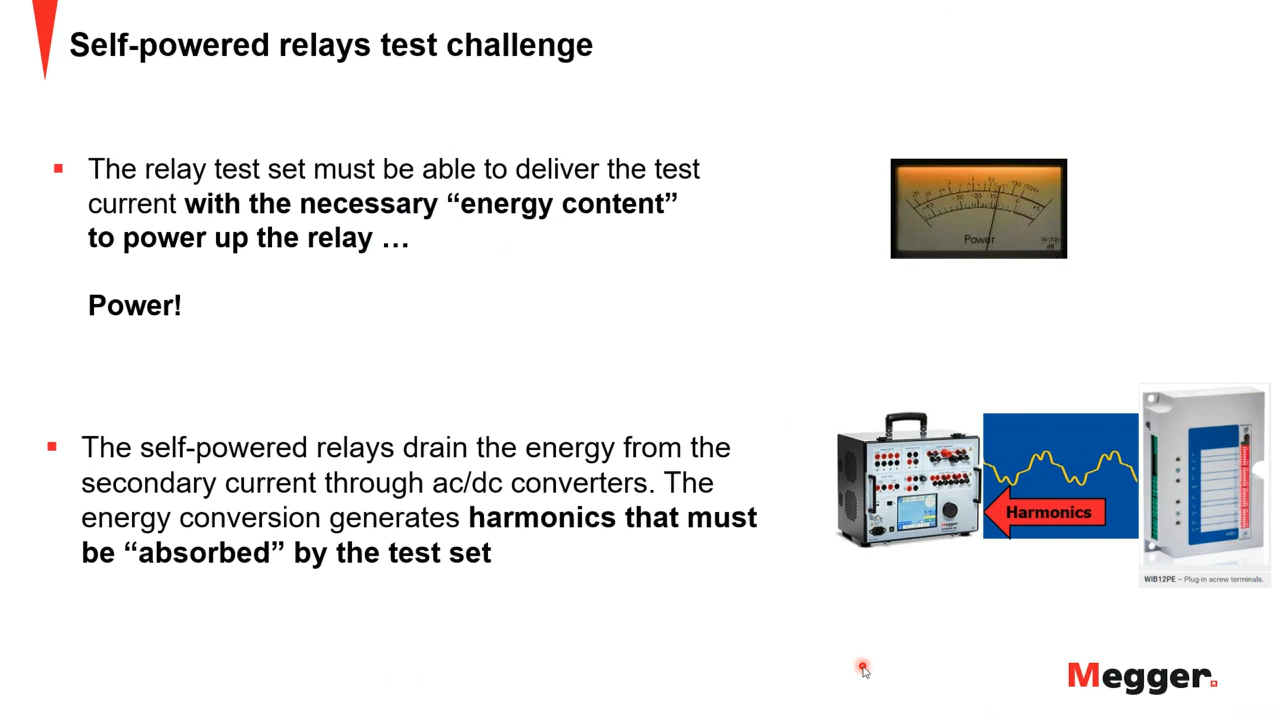 Self-powered relays test challenge
The relay test set must be able to deliver the test
current with the necessary “energy content”
to power up the relay …
Power!
Power
The self-powered relays drain the energy from the
secondary current through ac/dc converters. The
energy conversion generates harmonics that must
be “absorbed” by the test set
Megger
Harmonics
WIB12PE – Plug-in screw terminals.
Megger.